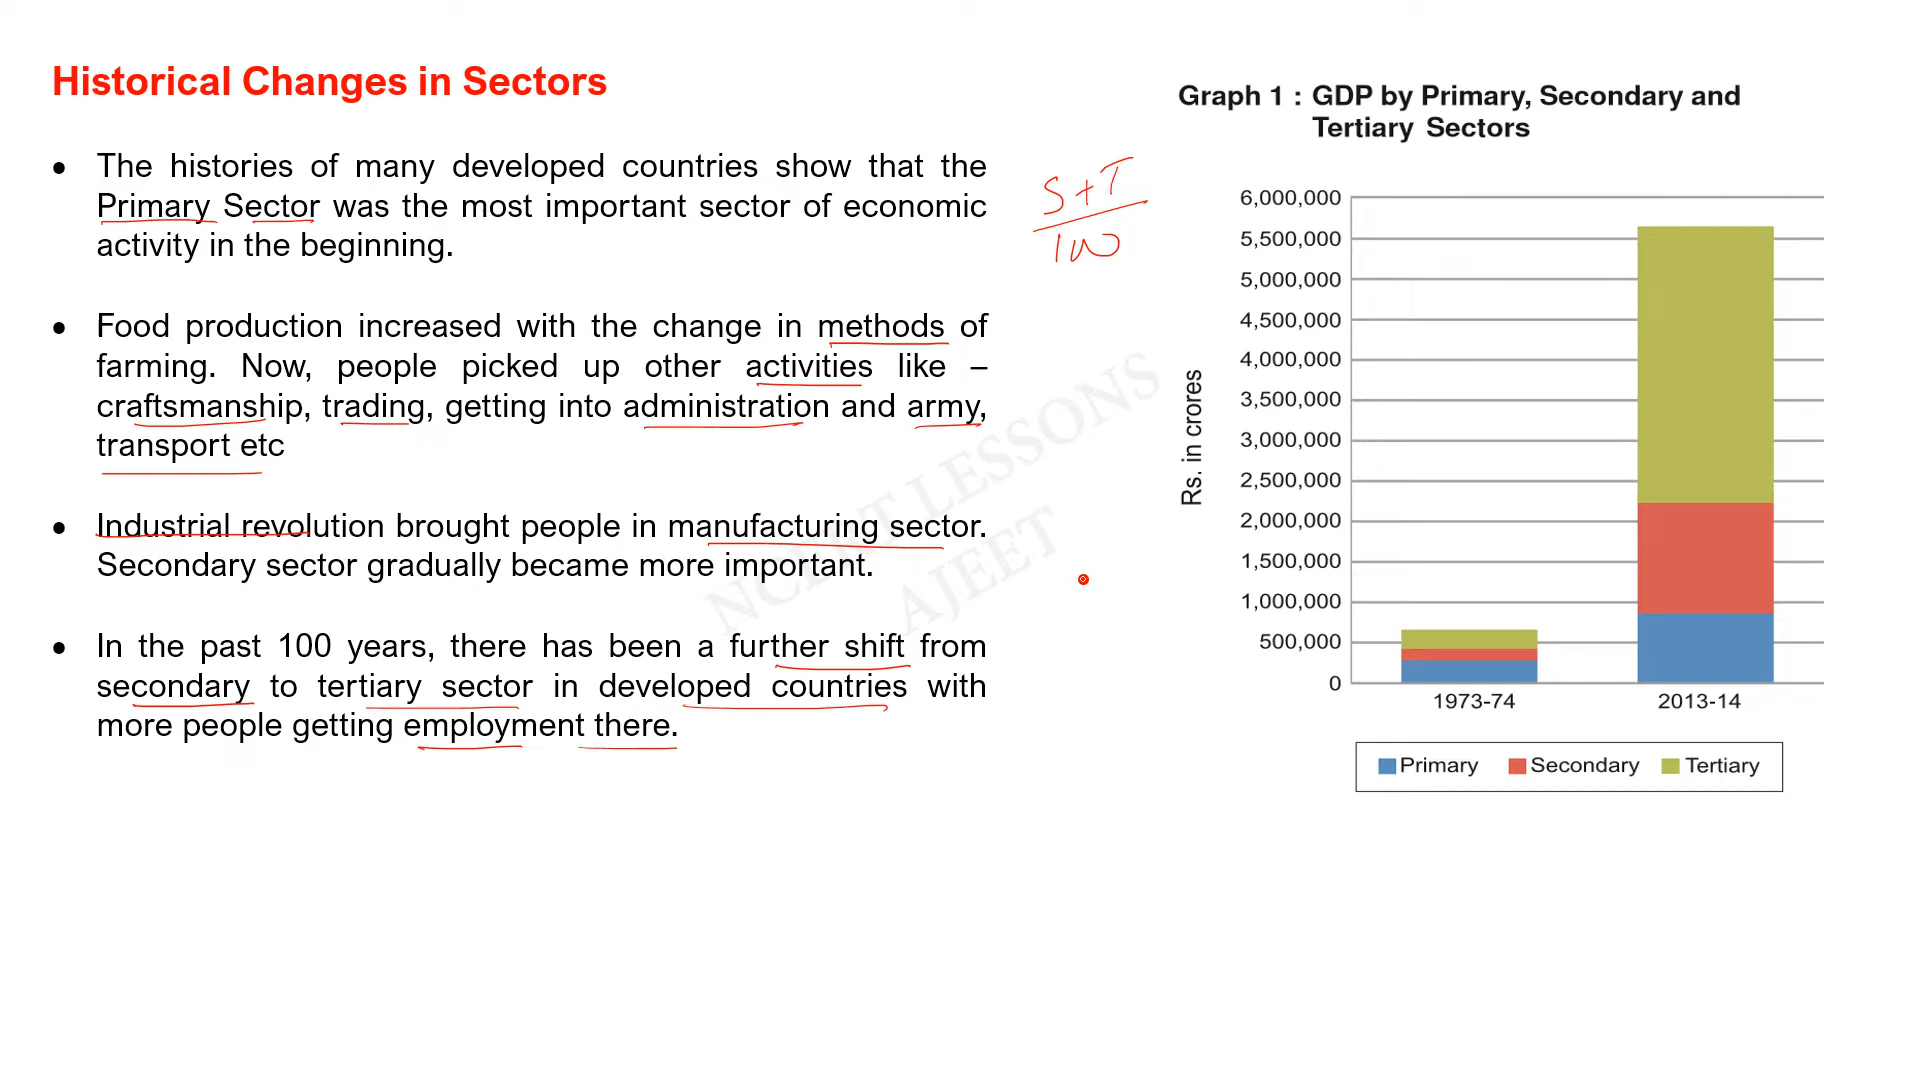 Historical Changes in Sectors
• The histories of many developed countries show that the
Primary Sector was the most important sector of economic
activity in the beginning.
• Food production increased with the change in methods of
farming. Now, people picked up other activities like –
craftsmanship, trading, getting into administration and army,
transport etc
• Industrial revolution brought people in manufacturing sector.
Secondary sector gradually became more important.
• In the past 100 years, there has been a further shift from
secondary to tertiary sector in developed countries with
more people getting employment there.
S+T
100
NCERT LESSONS
AJEET
Graph 1 : GDP by Primary, Secondary and
Tertiary Sectors
Rs. in crores
6,000,000
5,500,000
5,000,000
4,500,000
4,000,000
3,500,000
3,000,000
2,500,000
2,000,000
1,500,000
1,000,000
500,000
0
1973-74 2013-14
Primary Secondary Tertiary